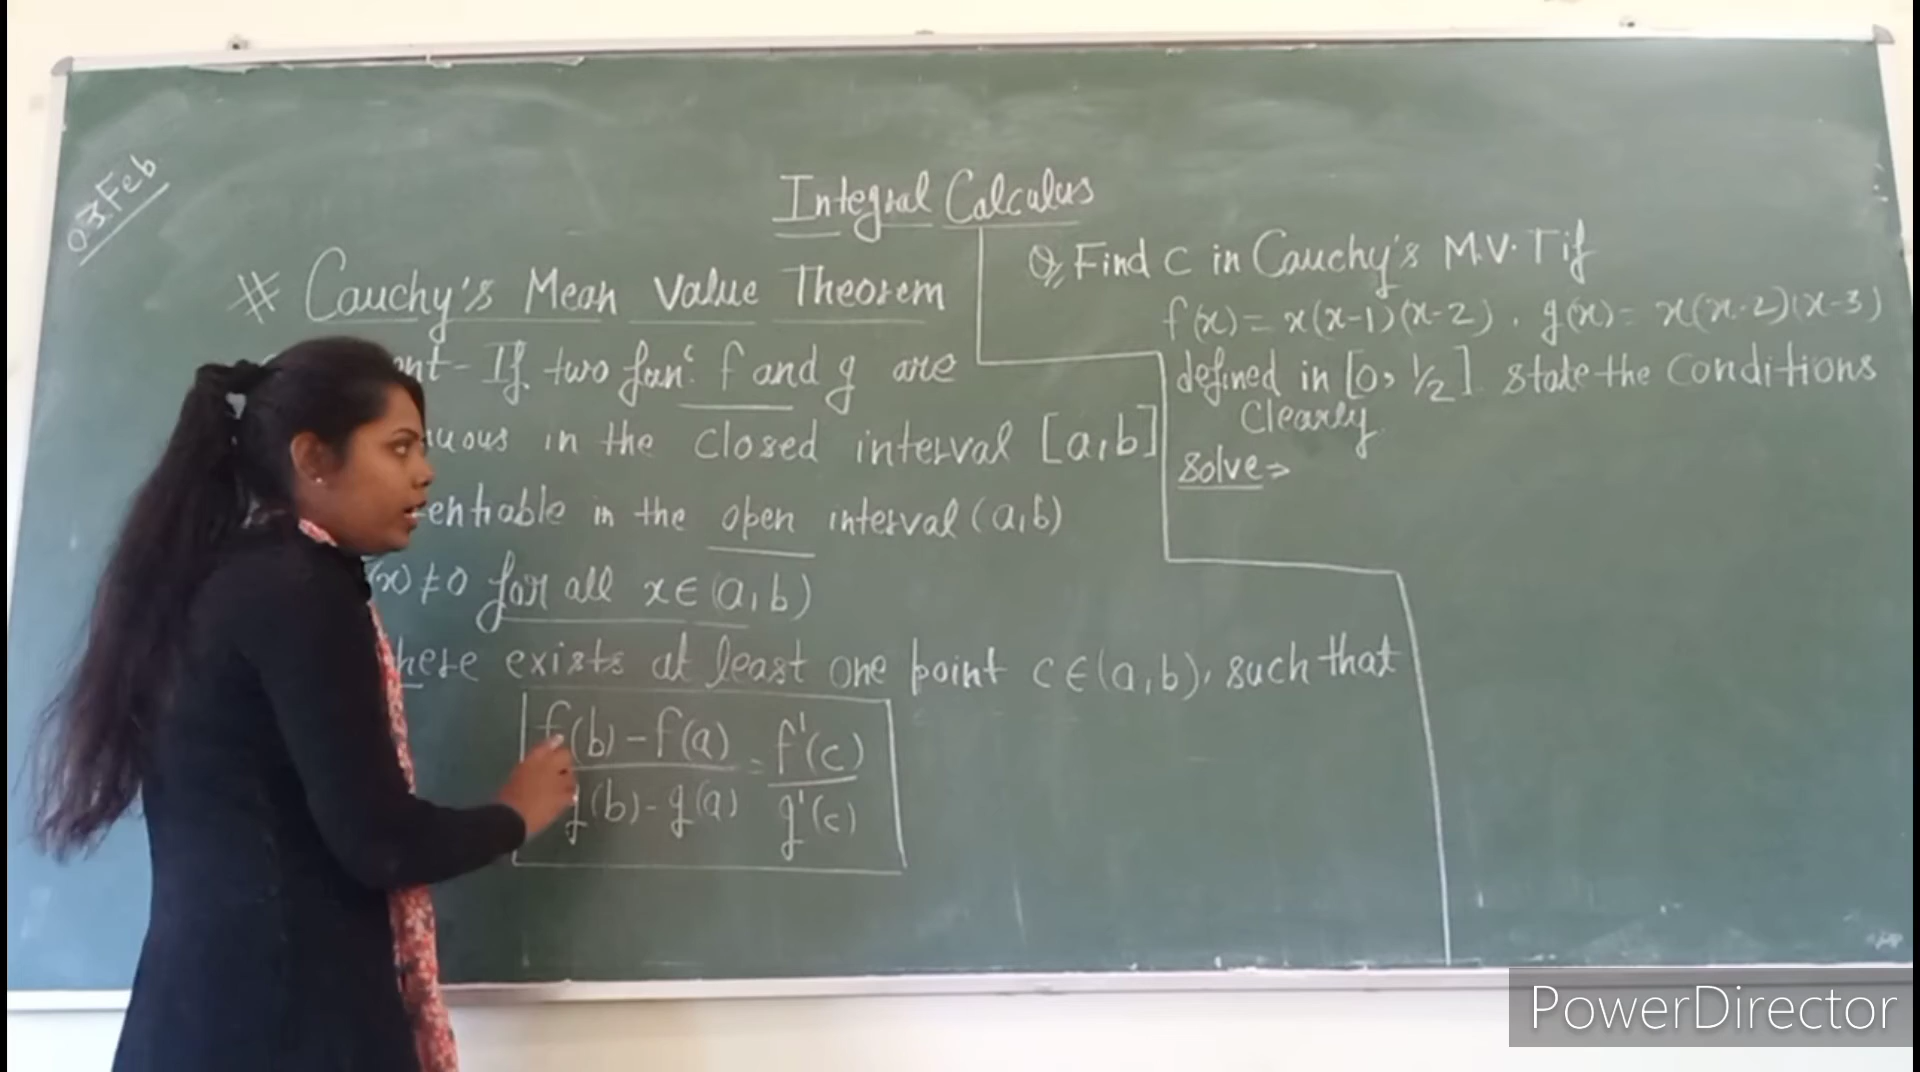 03 Feb
Integral Calculus
# Cauchy's Mean Value Theorem
If two func. f and g are
in the closed interval [a,b]
in the open interval (a,b)
(x) ≠ 0 for all x ∈ (a,b)
exists at least one point c ∈ (a,b), such that
f(b) - f(a) = f'(c)
g(b) - g(a) g'(c)
Q, Find c in Cauchy's M.V.T if
f(x) = x(x-1)(x-2), g(x) = x(x-2)(x-3)
defined in [0, 1/2]. state the conditions
Clearly.
Solve ⇒
PowerDirector